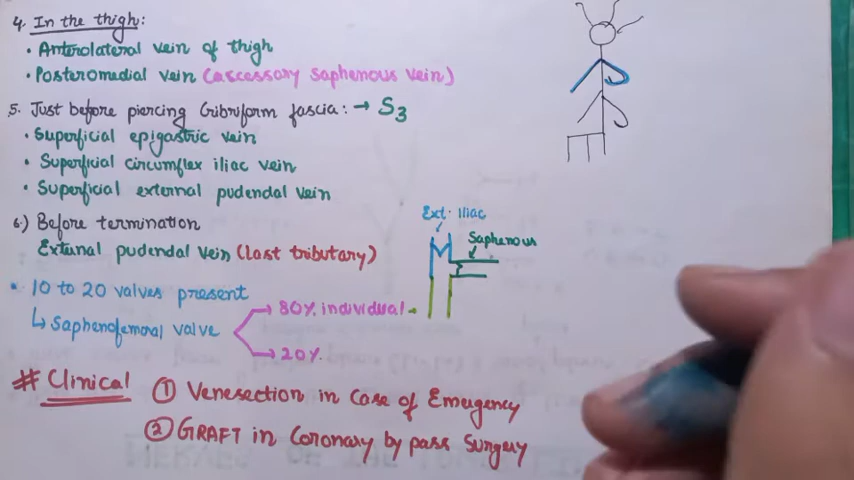 4. In the thigh:
• Anterolateral vein of thigh
• Posteromedial vein (accessary saphenous vein)
5. Just before piercing Cribriform fascia: → S3
• Superficial epigastric vein
• Superficial circumflex iliac vein
• Superficial external pudendal vein
6.) Before termination
External pudendal vein (last tributary)
Ext. iliac
Saphenous
• 10 to 20 valves present
↳ Saphenofemoral valve
→ 80% individual
→ 20%
# Clinical
① Venesection in Case of Emergency
② GRAFT in Coronary by pass Surgery